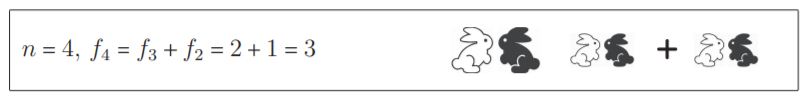 n = 4, f₄ = f₃ + f₂ = 2 + 1 = 3 +